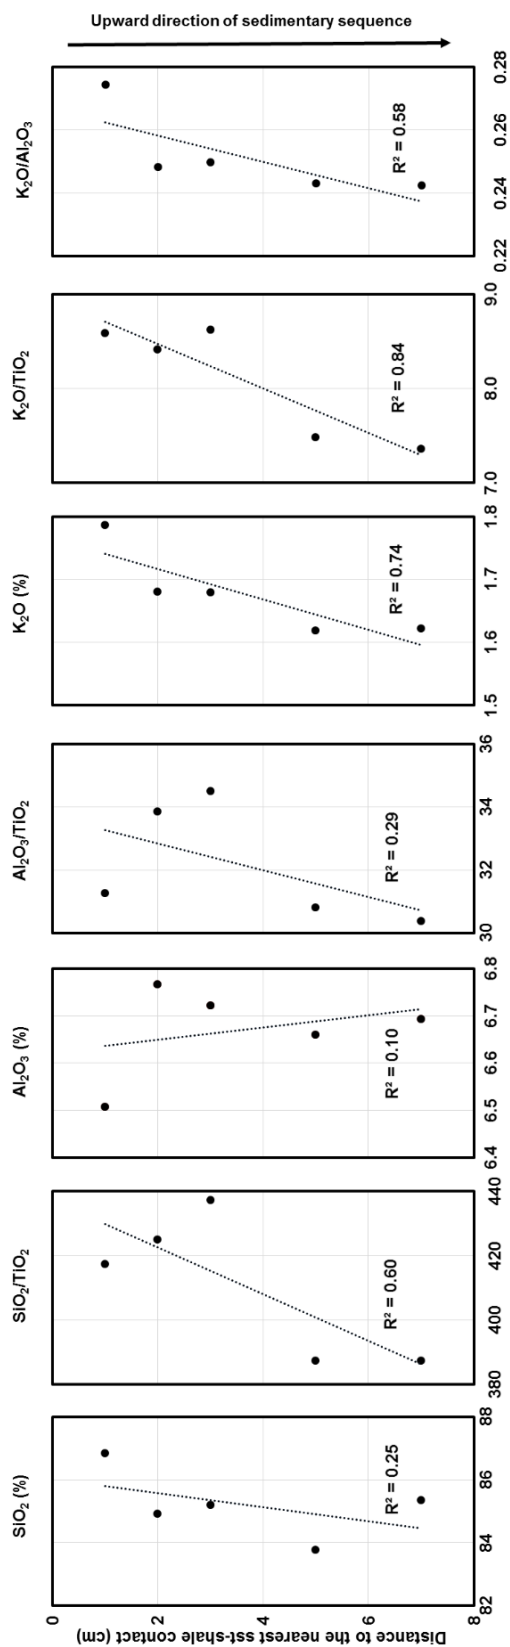 SiO₂ (%)
SiO₂/TiO₂
Al₂O₃ (%)
Al₂O₃/TiO₂
K₂O (%)
K₂O/TiO₂
K₂O/Al₂O₃
Upward direction of sedimentary sequence
Distance to the nearest sst-shale contact (cm)
0
2
4
6
8
R² = 0.25
R² = 0.60
R² = 0.10
R² = 0.29
R² = 0.74
R² = 0.84
R² = 0.58
82 84 86 88
380 400 420 440
6.4 6.5 6.6 6.7 6.8
30 32 34 36
1.5 1.6 1.7 1.8
7.0 8.0 9.0
0.22 0.24 0.26 0.28